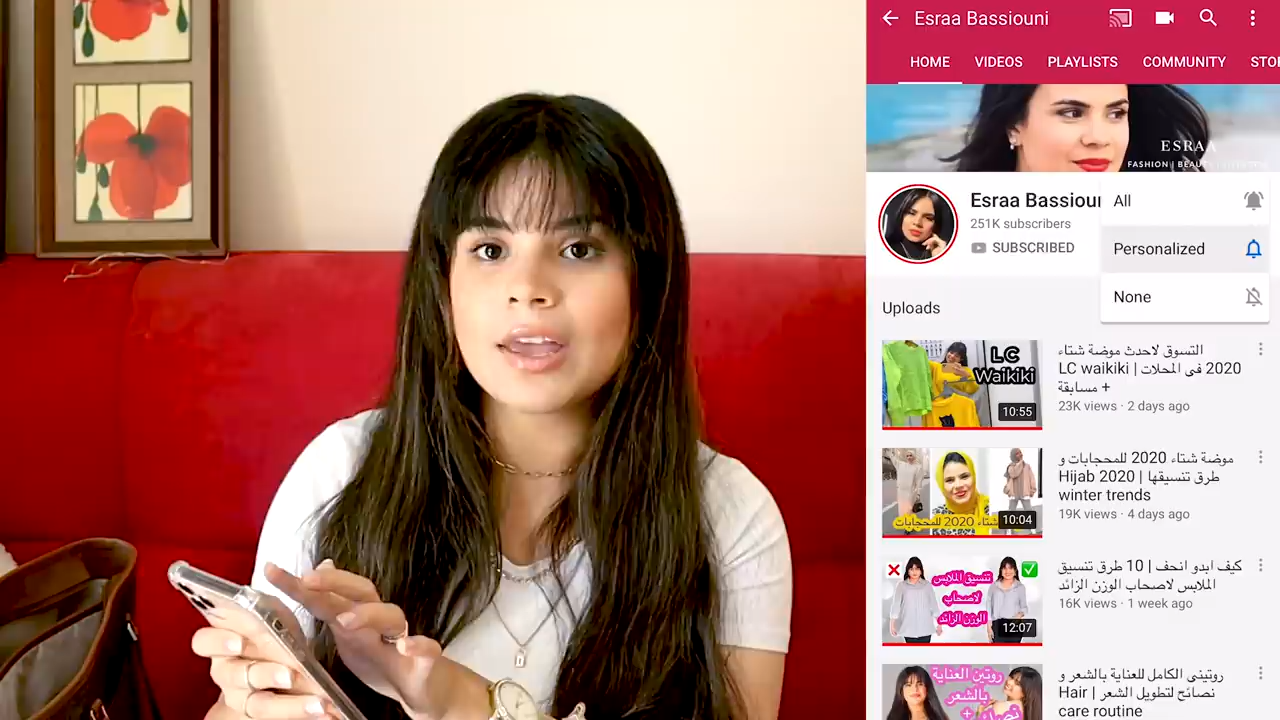 Esraa Bassiouni
HOME VIDEOS PLAYLISTS COMMUNITY
ESRAA
FASHION | BEAUTY |
Esraa Bassiou
251K subscribers
SUBSCRIBED
All
Personalized
None
Uploads
LC
Waikiki
10:55
التسوق لاحدث موضة شتاء
2020 فى المحلات | LC waikiki
+ مسابقة
23K views · 2 days ago
شتاء 2020 للمحجبات
10:04
موضة شتاء 2020 للمحجابات و
طرق تنسيقها | Hijab 2020
winter trends
19K views · 4 days ago
تنسيق الملابس
لاصحاب
الوزن الزائد
12:07
كيف ابدو انحف | 10 طرق تنسيق
الملابس لاصحاب الوزن الزائد
16K views · 1 week ago
روتين العناية
بالشعر
روتينى الكامل للعناية بالشعر و
نصائح لتطويل الشعر | Hair
care routine